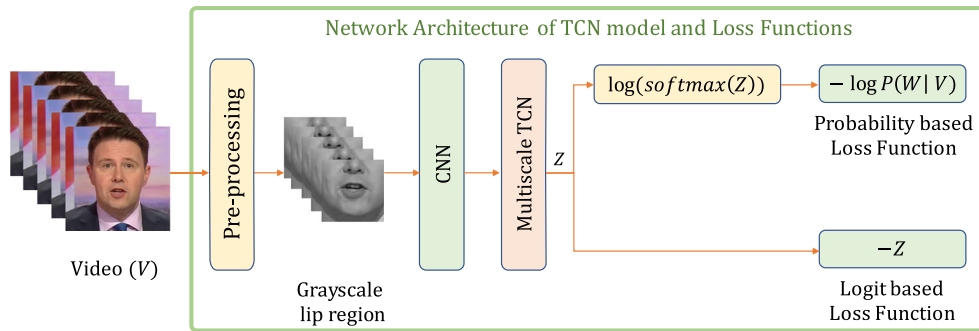 Network Architecture of TCN model and Loss Functions
Video (V)
Pre-processing
Grayscale
lip region
CNN
Multiscale TCN
Z
log(softmax(Z))
− log P(W | V)
Probability based
Loss Function
−Z
Logit based
Loss Function